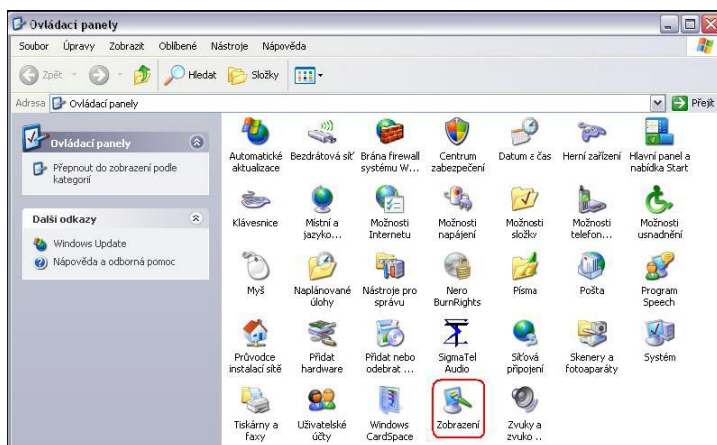 Ovládací panely
Soubor Úpravy Zobrazit Oblíbené Nástroje Nápověda
Zpět Hledat Složky
Adresa Ovládací panely Přejít
Ovládací panely
Přepnout do zobrazení podle
kategorií
Další odkazy
Windows Update
Nápověda a odborná pomoc
Automatické
aktualizace
Bezdrátová síť
Brána firewall
systému W...
Centrum
zabezpečení
Datum a čas
Herní zařízení
Hlavní panel a
nabídka Start
Klávesnice
Místní a
jazyko...
Možnosti
Internetu
Možnosti
napájení
Možnosti
složky
Možnosti
telefon...
Možnosti
usnadnění
Myš
Naplánované
úlohy
Nástroje pro
správu
Nero
BurnRights
Písma
Pošta
Program
Speech
Průvodce
instalací sítě
Přidat
hardware
Přidat nebo
odebrat ...
SigmaTel
Audio
Síťová
připojení
Skenery a
fotoaparáty
Systém
Tiskárny a
faxy
Uživatelské
účty
Windows
CardSpace
Zobrazení
Zvuky a
zvuko ..